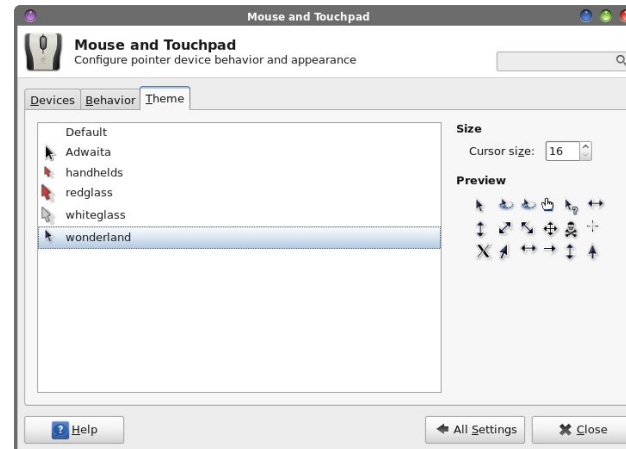 Mouse and Touchpad
Mouse and Touchpad
Configure pointer device behavior and appearance
Devices Behavior Theme
Default
Adwaita
handhelds
redglass
whiteglass
wonderland
Size
Cursor size: 16
Preview
Help
All Settings
Close